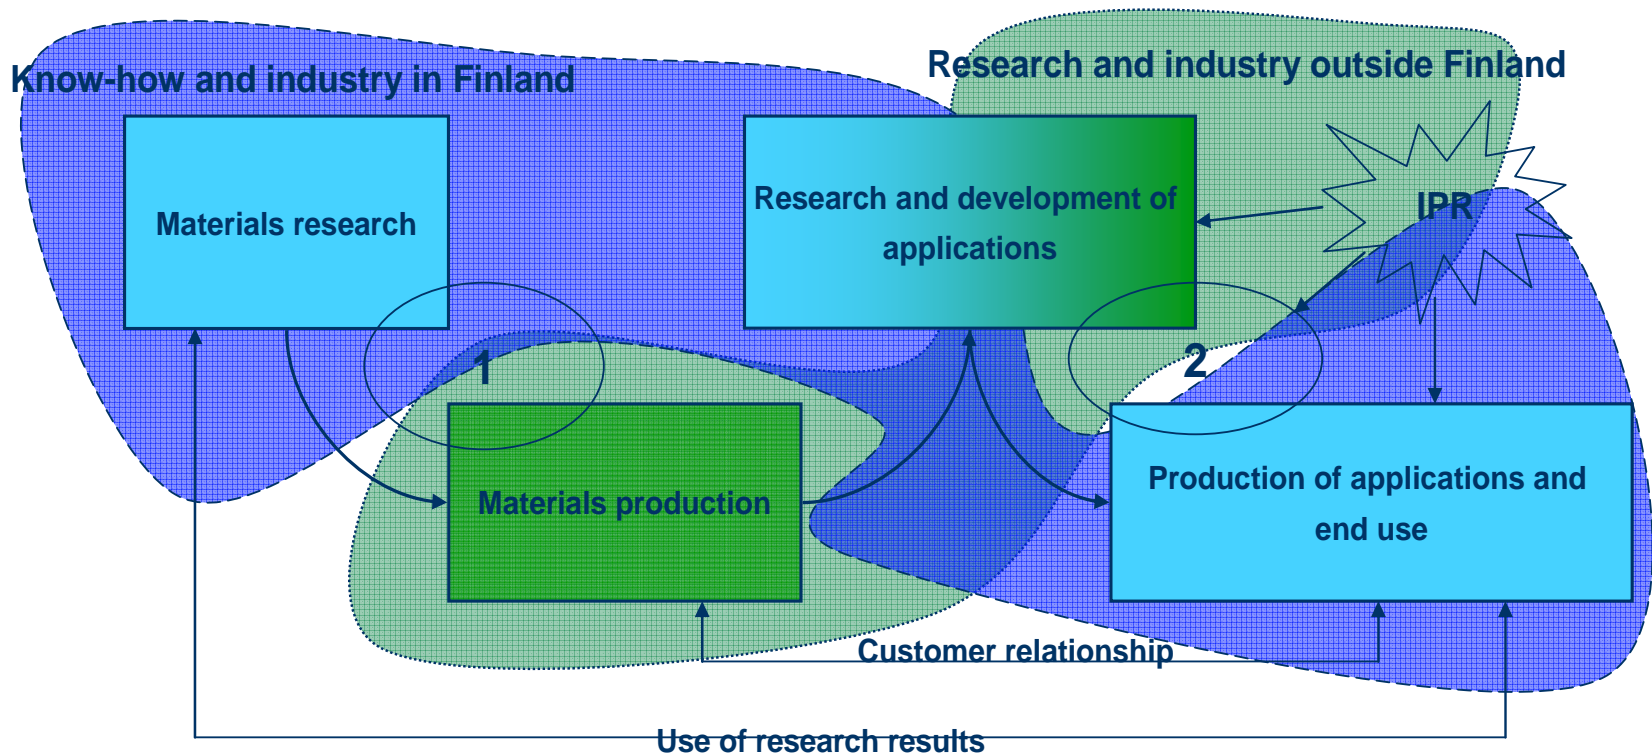 Know-how and industry in Finland
Research and industry outside Finland
Materials research
Research and development of
applications
IPR
1
2
Materials production
Production of applications and
end use
Customer relationship
Use of research results